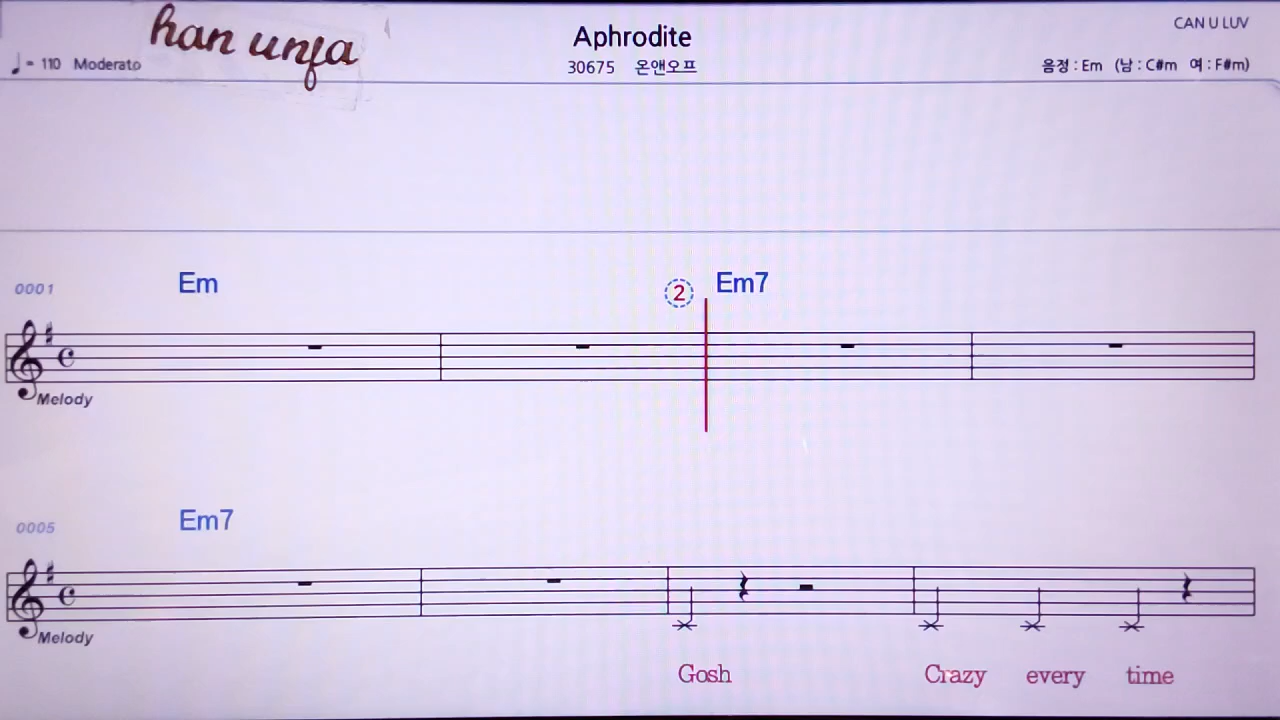 han unfa
Aphrodite
CAN U LUV
♩= 110 Moderato
30675 온앤오프
음정 : Em (남 : C#m 여 : F#m)
0001 Em ② Em7
Melody
0005 Em7
Melody
Gosh Crazy every time